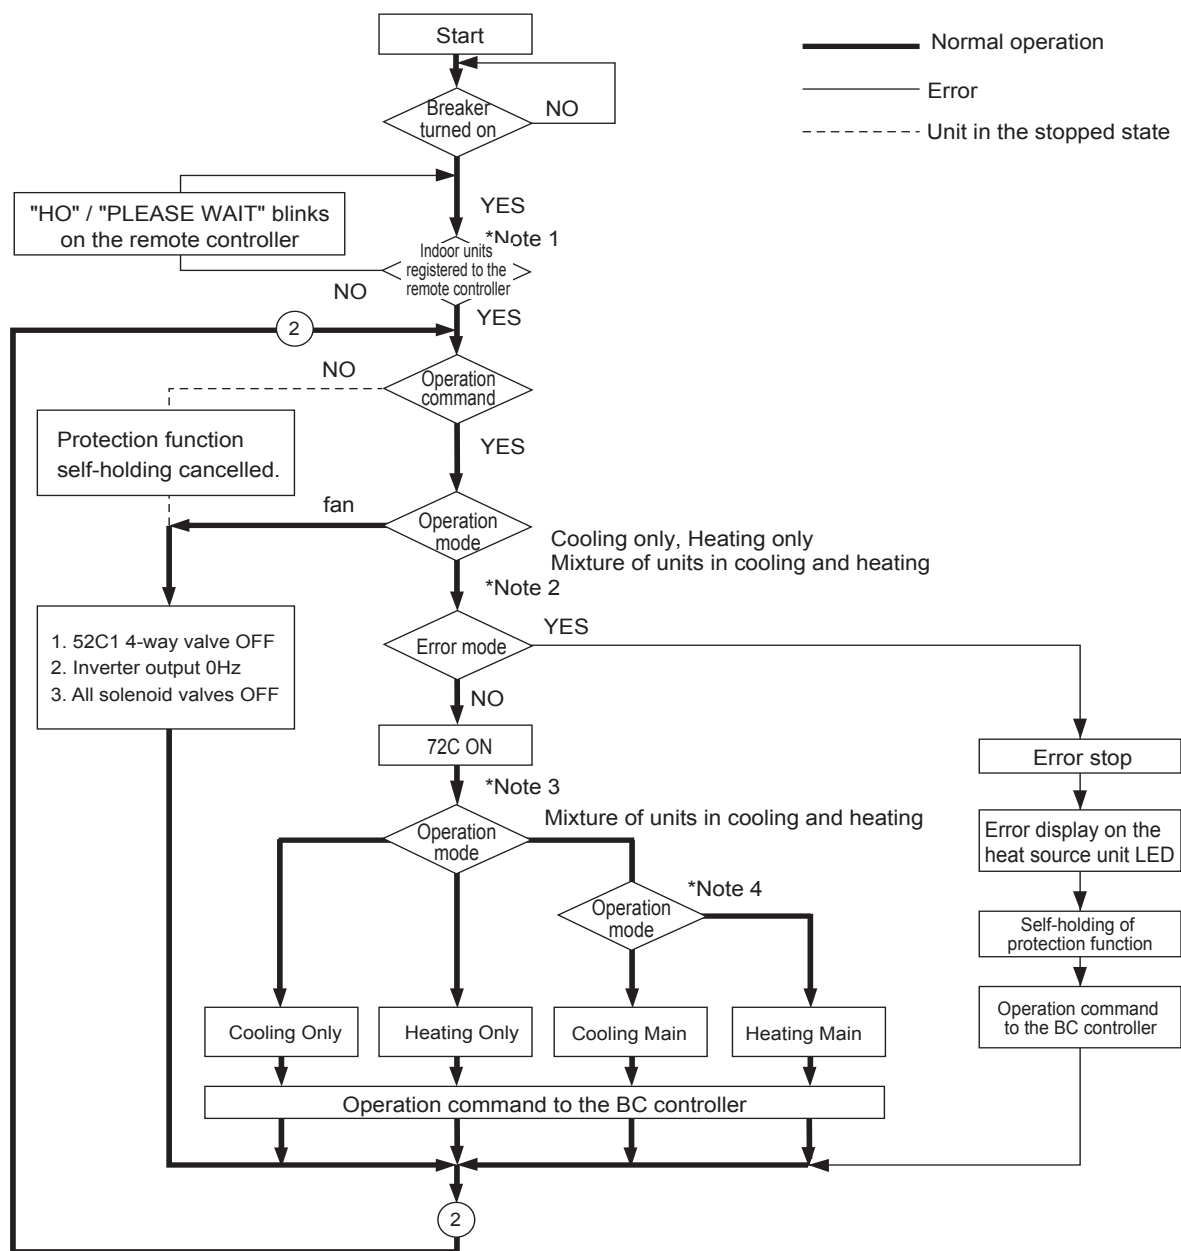 Start
Normal operation
Error
Unit in the stopped state
Breaker
turned on
NO
YES
"HO" / "PLEASE WAIT" blinks
on the remote controller
*Note 1
Indoor units
registered to the
remote controller
NO
YES
2
NO
Operation
command
Protection function
self-holding cancelled.
YES
fan
Operation
mode
Cooling only, Heating only
Mixture of units in cooling and heating
*Note 2
1. 52C1 4-way valve OFF
2. Inverter output 0Hz
3. All solenoid valves OFF
Error mode
YES
NO
72C ON
Error stop
*Note 3
Mixture of units in cooling and heating
Operation
mode
Error display on the
heat source unit LED
*Note 4
Operation
mode
Self-holding of
protection function
Operation command
to the BC controller
Cooling Only
Heating Only
Cooling Main
Heating Main
Operation command to the BC controller
2